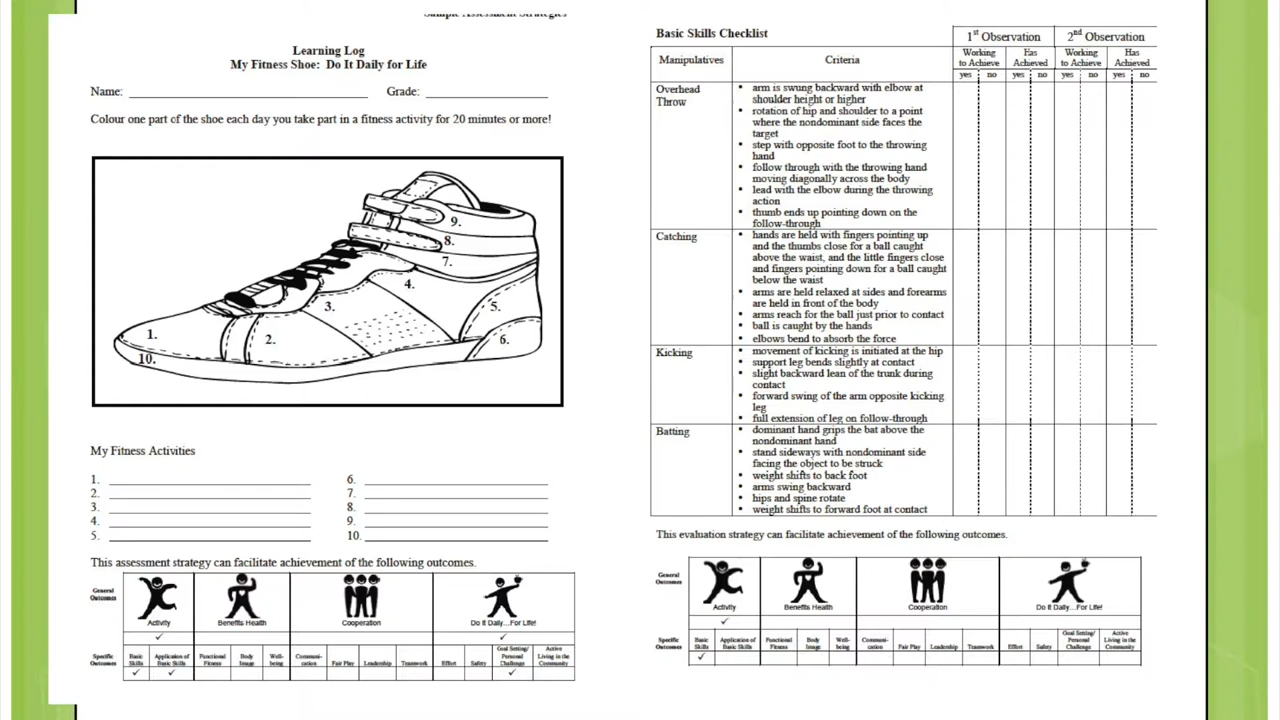 Sample Assessment Strategies
Learning Log
My Fitness Shoe: Do It Daily for Life
Name: Grade:
Colour one part of the shoe each day you take part in a fitness activity for 20 minutes or more!
9.
8.
7.
4.
3.
5.
1.
2.
6.
10.
My Fitness Activities
1. 6.
2. 7.
3. 8.
4. 9.
5. 10.
This assessment strategy can facilitate achievement of the following outcomes.
General
Outcomes
Activity Benefits Health Cooperation Do It Daily...For Life!
✓ ✓
Specific
Outcomes
Basic
Skills
Application of
Basic Skills
Functional
Fitness
Body
Image
Well-
being
Communi-
cation
Fair Play
Leadership
Teamwork
Effort
Safety
Goal Setting/
Personal
Challenge
Active
Living in the
Community
✓ ✓ ✓
Basic Skills Checklist
1st Observation 2nd Observation
Manipulatives Criteria
Working
to Achieve
Has
Achieved
Working
to Achieve
Has
Achieved
yes no yes no yes no yes no
Overhead
Throw
• arm is swung backward with elbow at
shoulder height or higher
• rotation of hip and shoulder to a point
where the nondominant side faces the
target
• step with opposite foot to the throwing
hand
• follow through with the throwing hand
moving diagonally across the body
• lead with the elbow during the throwing
action
• thumb ends up pointing down on the
follow-through
Catching
• hands are held with fingers pointing up
and the thumbs close for a ball caught
above the waist, and the little fingers close
and fingers pointing down for a ball caught
below the waist
• arms are held relaxed at sides and forearms
are held in front of the body
• arms reach for the ball just prior to contact
• ball is caught by the hands
• elbows bend to absorb the force
Kicking
• movement of kicking is initiated at the hip
• support leg bends slightly at contact
• slight backward lean of the trunk during
contact
• forward swing of the arm opposite kicking
leg
• full extension of leg on follow-through
Batting
• dominant hand grips the bat above the
nondominant hand
• stand sideways with nondominant side
facing the object to be struck
• weight shifts to back foot
• arms swing backward
• hips and spine rotate
• weight shifts to forward foot at contact
This evaluation strategy can facilitate achievement of the following outcomes.
General
Outcomes
Activity Benefits Health Cooperation Do It Daily...For Life!
✓
Specific
Outcomes
Basic
Skills
Application of
Basic Skills
Functional
Fitness
Body
Image
Well-
being
Communi-
cation
Fair Play
Leadership
Teamwork
Effort
Safety
Goal Setting/
Personal
Challenge
Active
Living in the
Community
✓